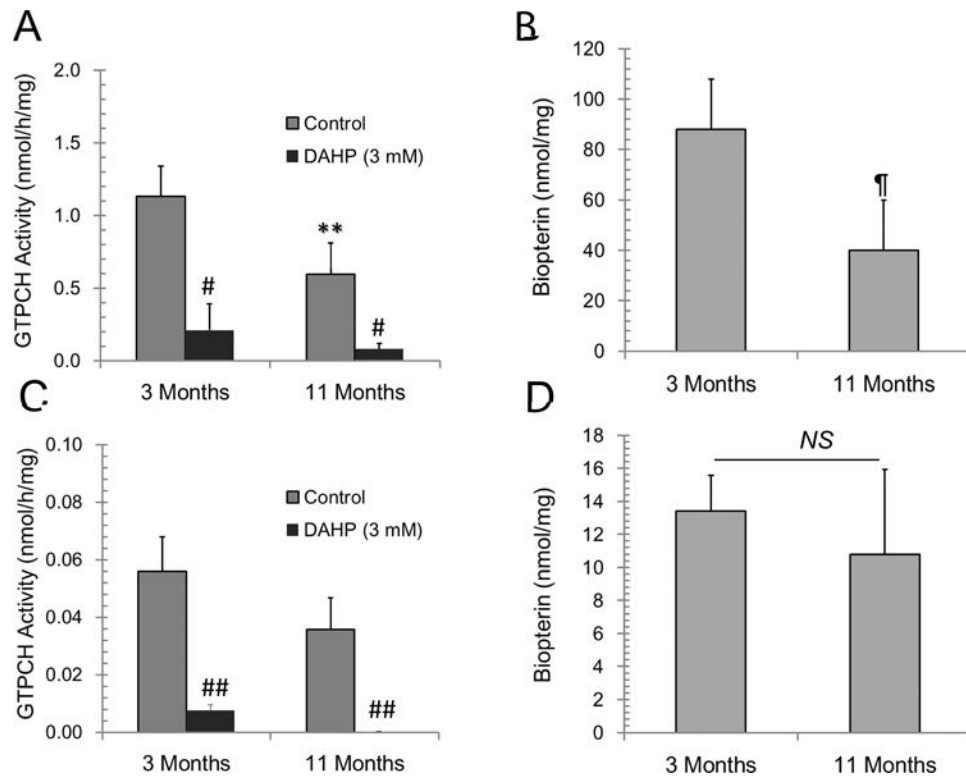 A
GTPCH Activity (nmol/h/mg)
2.0
1.5
1.0
0.5
0.0
Control
DAHP (3 mM)
#
**
#
3 Months
11 Months
B
Biopterin (nmol/mg)
120
100
80
60
40
20
0
¶
3 Months
11 Months
C
GTPCH Activity (nmol/h/mg)
0.10
0.08
0.06
0.04
0.02
0.00
Control
DAHP (3 mM)
##
##
3 Months
11 Months
D
Biopterin (nmol/mg)
18
16
14
12
10
8
6
4
2
0
NS
3 Months
11 Months